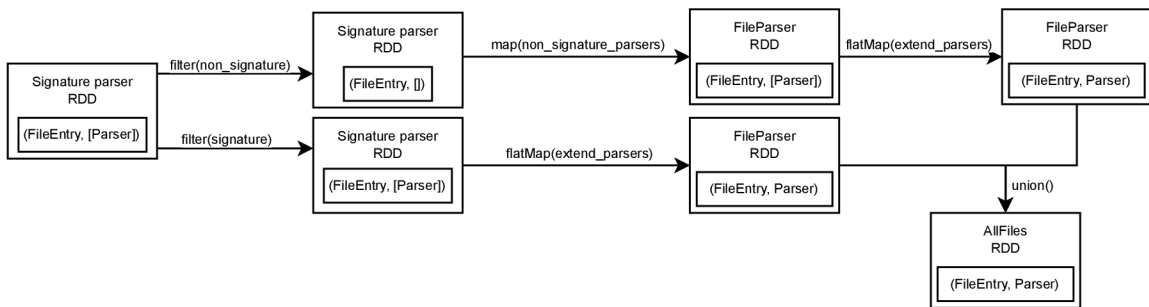 Signature parser
RDD
(FileEntry, [Parser])
filter(non_signature)
filter(signature)
Signature parser
RDD
(FileEntry, [])
map(non_signature_parsers)
FileParser
RDD
(FileEntry, [Parser])
flatMap(extend_parsers)
FileParser
RDD
(FileEntry, Parser)
Signature parser
RDD
(FileEntry, [Parser])
flatMap(extend_parsers)
FileParser
RDD
(FileEntry, Parser)
union()
AllFiles
RDD
(FileEntry, Parser)